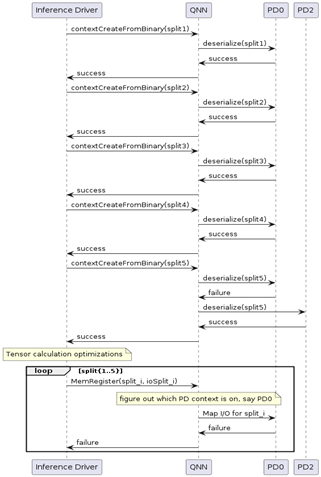 Inference Driver QNN PD0 PD2
contextCreateFromBinary(split1)
deserialize(split1)
success
success
contextCreateFromBinary(split2)
deserialize(split2)
success
success
contextCreateFromBinary(split3)
deserialize(split3)
success
success
contextCreateFromBinary(split4)
deserialize(split4)
success
success
contextCreateFromBinary(split5)
deserialize(split5)
failure
deserialize(split5)
success
success
Tensor calculation optimizations
loop [split{1..5}]
MemRegister(split_i, ioSplit_i)
figure out which PD context is on, say PD0
Map I/O for split_i
failure
failure
Inference Driver QNN PD0 PD2